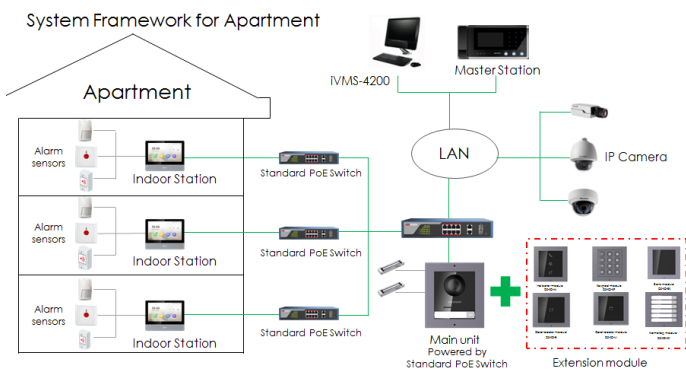 System Framework for Apartment
iVMS-4200
Master Station
Apartment
LAN
IP Camera
Alarm
sensors
Indoor Station
Standard PoE Switch
Alarm
sensors
Indoor Station
Standard PoE Switch
Alarm
sensors
Indoor Station
Standard PoE Switch
Main unit
Powered by
Standard PoE Switch
Extension module